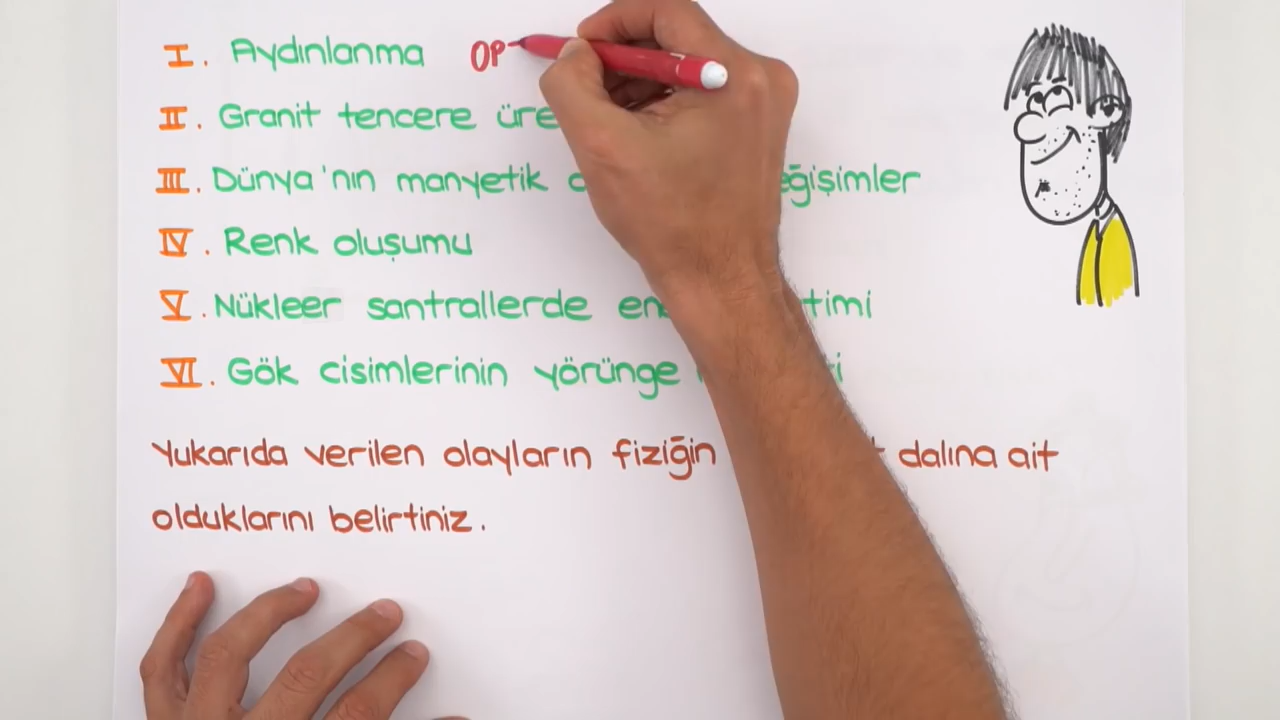 I. Aydınlanma OP
II. Granit tencere üre
III. Dünya'nın manyetik eğişimler
IV. Renk oluşumu
V. Nükleer santrallerde en timi
VI. Gök cisimlerinin yörünge
Yukarıda verilen olayların fiziğin dalına ait
olduklarını belirtiniz.